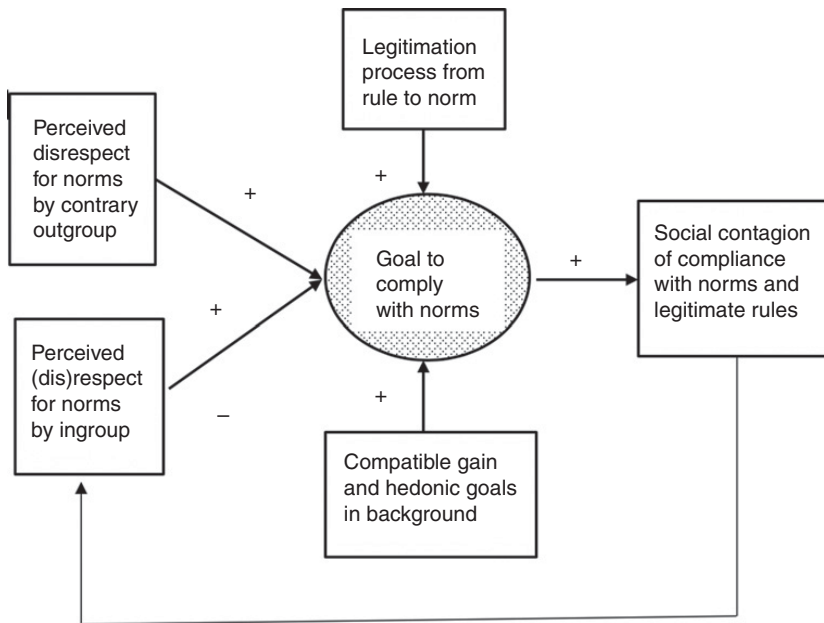 Legitimation
process from
rule to norm
Perceived
disrespect
for norms
by contrary
outgroup
+
+
Goal to
comply
with norms
+
Social contagion
of compliance
with norms and
legitimate rules
+
Perceived
(dis)respect
for norms
by ingroup
–
+
Compatible gain
and hedonic goals
in background